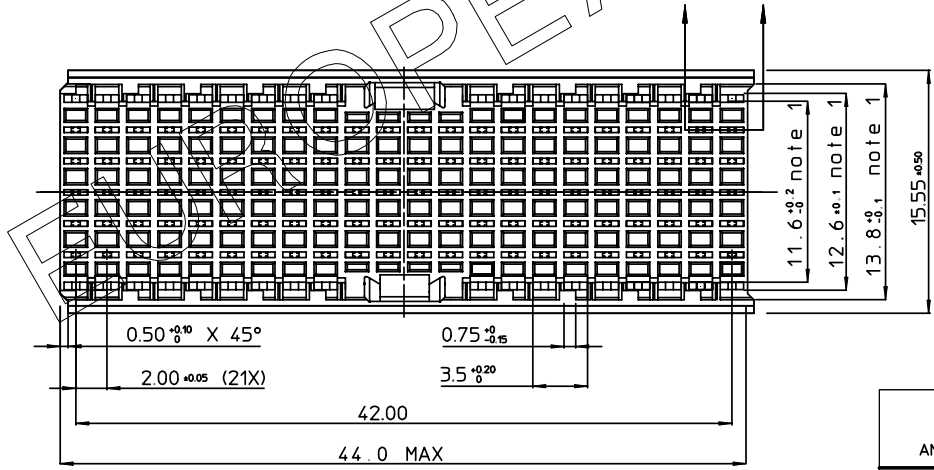 EUROPEA
11.6 +0.2 -0 note 1
12.6 ±0.1 note 1
13.8 +0 -0.1 note 1
15.55 ±0.50
0.50 +0.10 0 X 45°
0.75 +0 -0.15
2.00 ±0.05 (21X)
3.5 +0.20 0
42.00
44.0 MAX